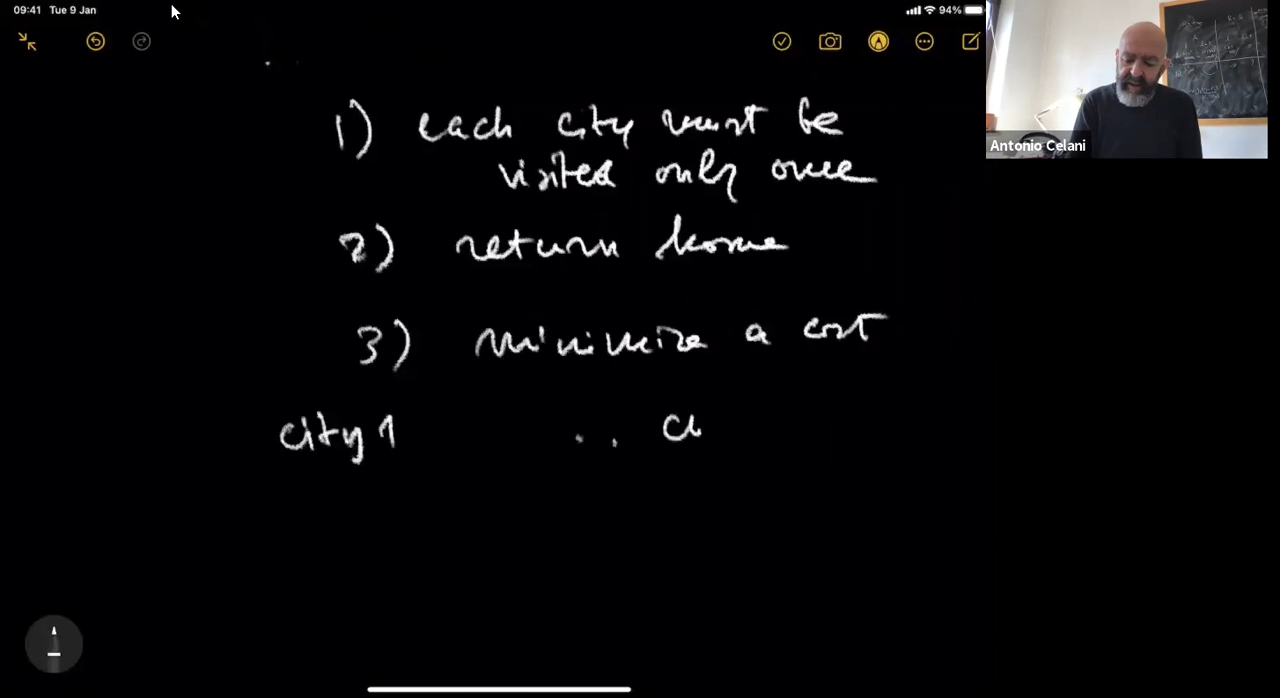 09:41 Tue 9 Jan 94%
1) each city must be
visited only once
2) return home
3) minimize a cost
city 1 .. ci
Antonio Celani